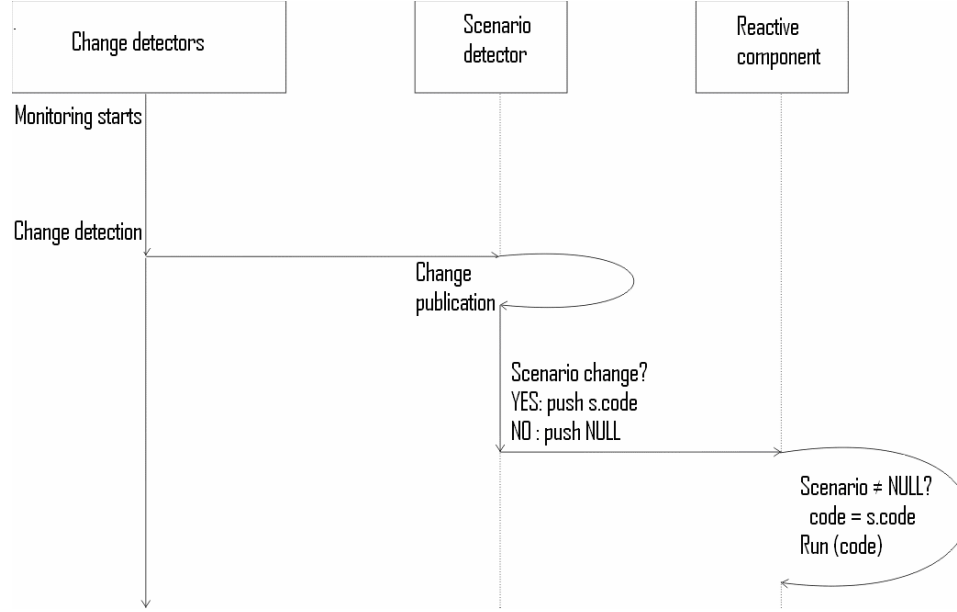 Change detectors
Scenario
detector
Reactive
component
Monitoring starts
Change detection
Change
publication
Scenario change?
YES: push s.code
NO : push NULL
Scenario ≠ NULL?
code = s.code
Run (code)